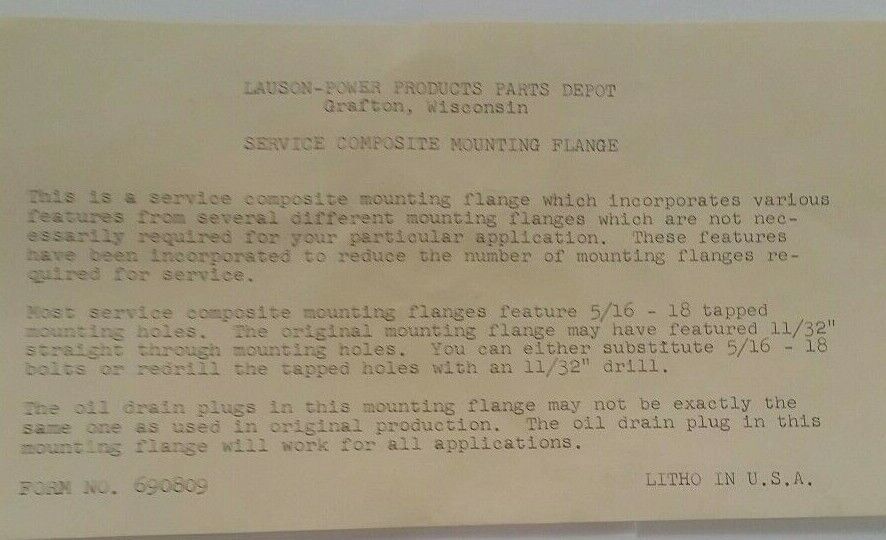 LAUSON-POWER PRODUCTS PARTS DEPOT
Grafton, Wisconsin
SERVICE COMPOSITE MOUNTING FLANGE
This is a service composite mounting flange which incorporates various
features from several different mounting flanges which are not nec-
essarily required for your particular application. These features
have been incorporated to reduce the number of mounting flanges re-
quired for service.
Most service composite mounting flanges feature 5/16 - 18 tapped
mounting holes. The original mounting flange may have featured 11/32"
straight through mounting holes. You can either substitute 5/16 - 18
bolts or redrill the tapped holes with an 11/32" drill.
The oil drain plugs in this mounting flange may not be exactly the
same one as used in original production. The oil drain plug in this
mounting flange will work for all applications.
FORM NO. 690809
LITHO IN U.S.A.